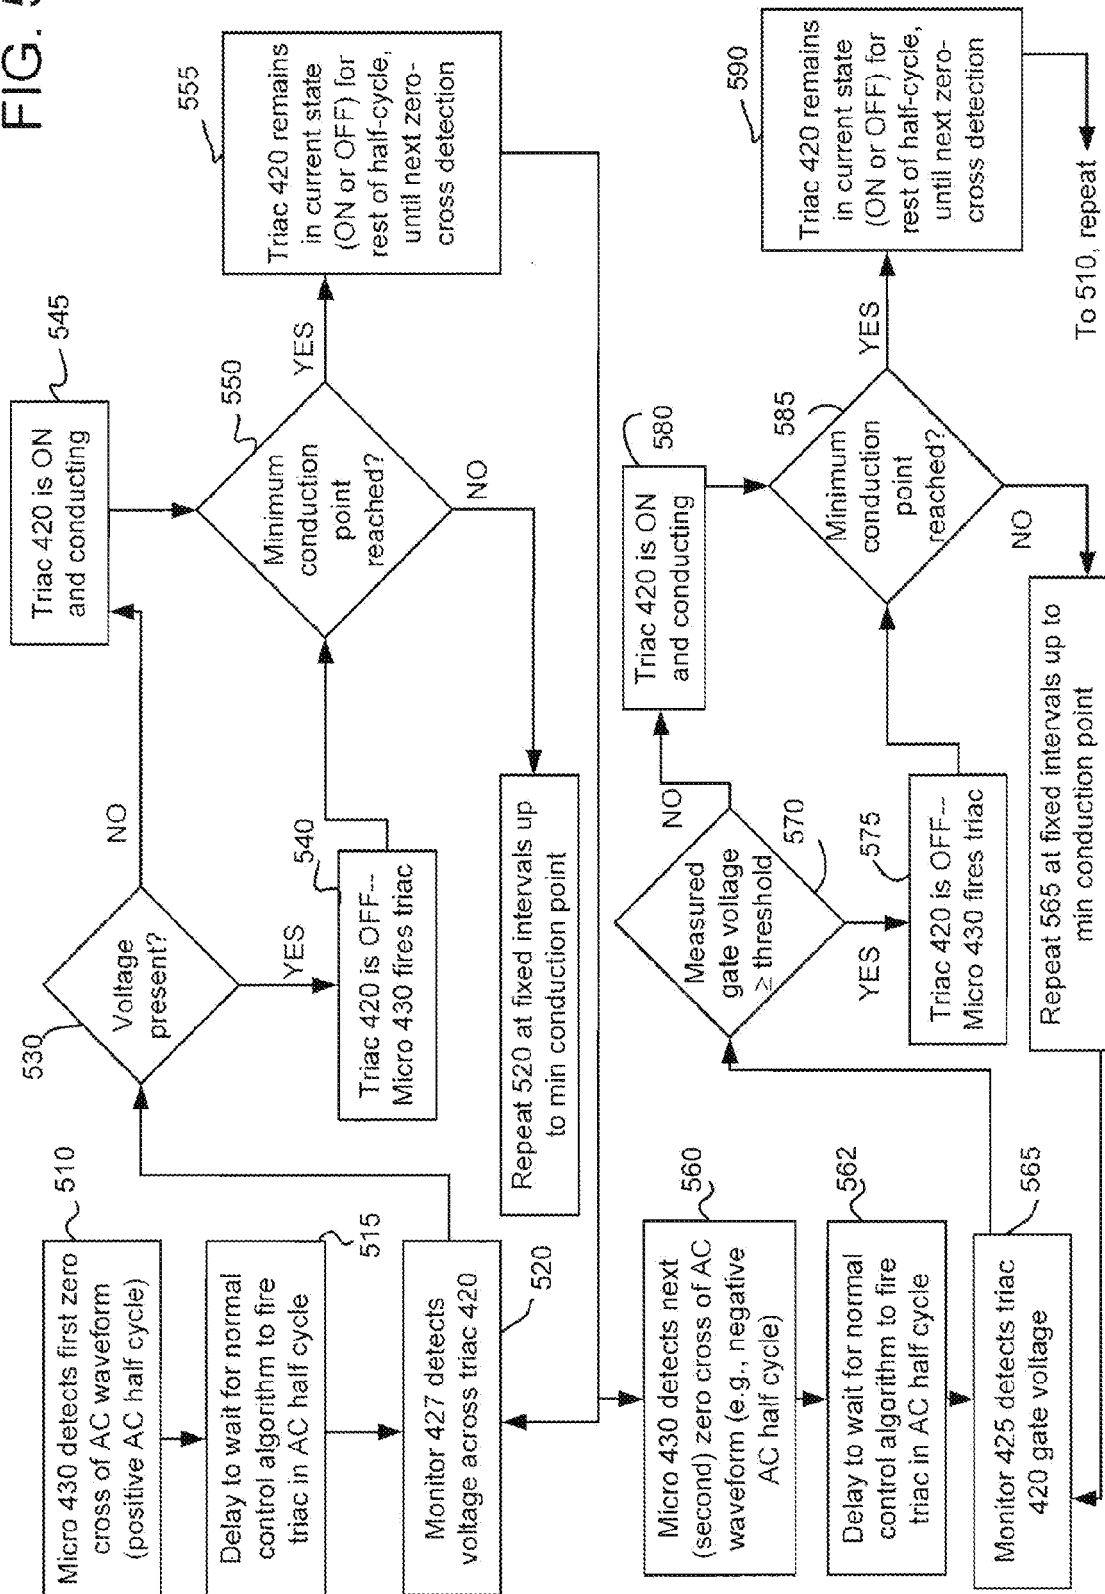 FIG. 5
Micro 430 detects first zero
cross of AC waveform
(positive AC half cycle)
510
Delay to wait for normal
control algorithm to fire
triac in AC half cycle
515
Monitor 427 detects
voltage across triac 420
520
530
Voltage
present?
NO
YES
540
Triac 420 is OFF--
Micro 430 fires triac
Triac 420 is ON
and conducting
545
550
Minimum
conduction
point
reached?
YES
NO
Repeat 520 at fixed intervals up
to min conduction point
555
Triac 420 remains
in current state
(ON or OFF) for
rest of half-cycle,
until next zero-
cross detection
Micro 430 detects next
(second) zero cross of AC
waveform (e.g., negative
AC half cycle)
560
Delay to wait for normal
control algorithm to fire
triac in AC half cycle
562
Monitor 425 detects triac
420 gate voltage
565
Measured
gate voltage
≥ threshold
570
NO
YES
575
Triac 420 is OFF--
Micro 430 fires triac
Triac 420 is ON
and conducting
580
585
Minimum
conduction
point
reached?
YES
NO
Repeat 565 at fixed intervals up to
min conduction point
590
Triac 420 remains
in current state
(ON or OFF) for
rest of half-cycle,
until next zero-
cross detection
To 510, repeat